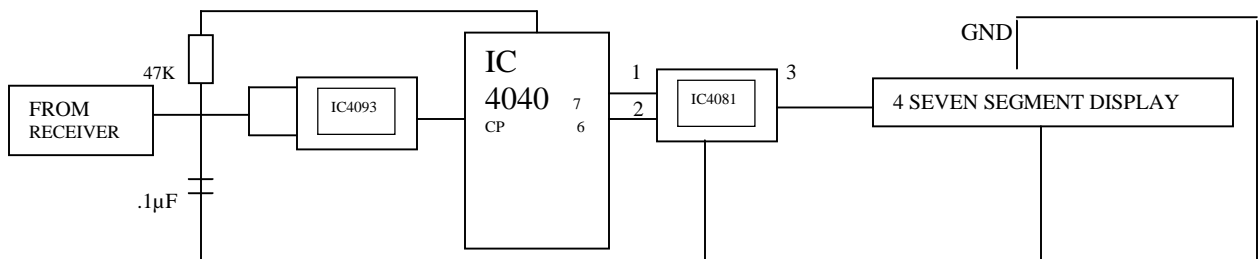 GND
IC
4040
47K
1
3
IC4093
IC4081
FROM
RECEIVER
7
CP
6
2
4 SEVEN SEGMENT DISPLAY
.1µF